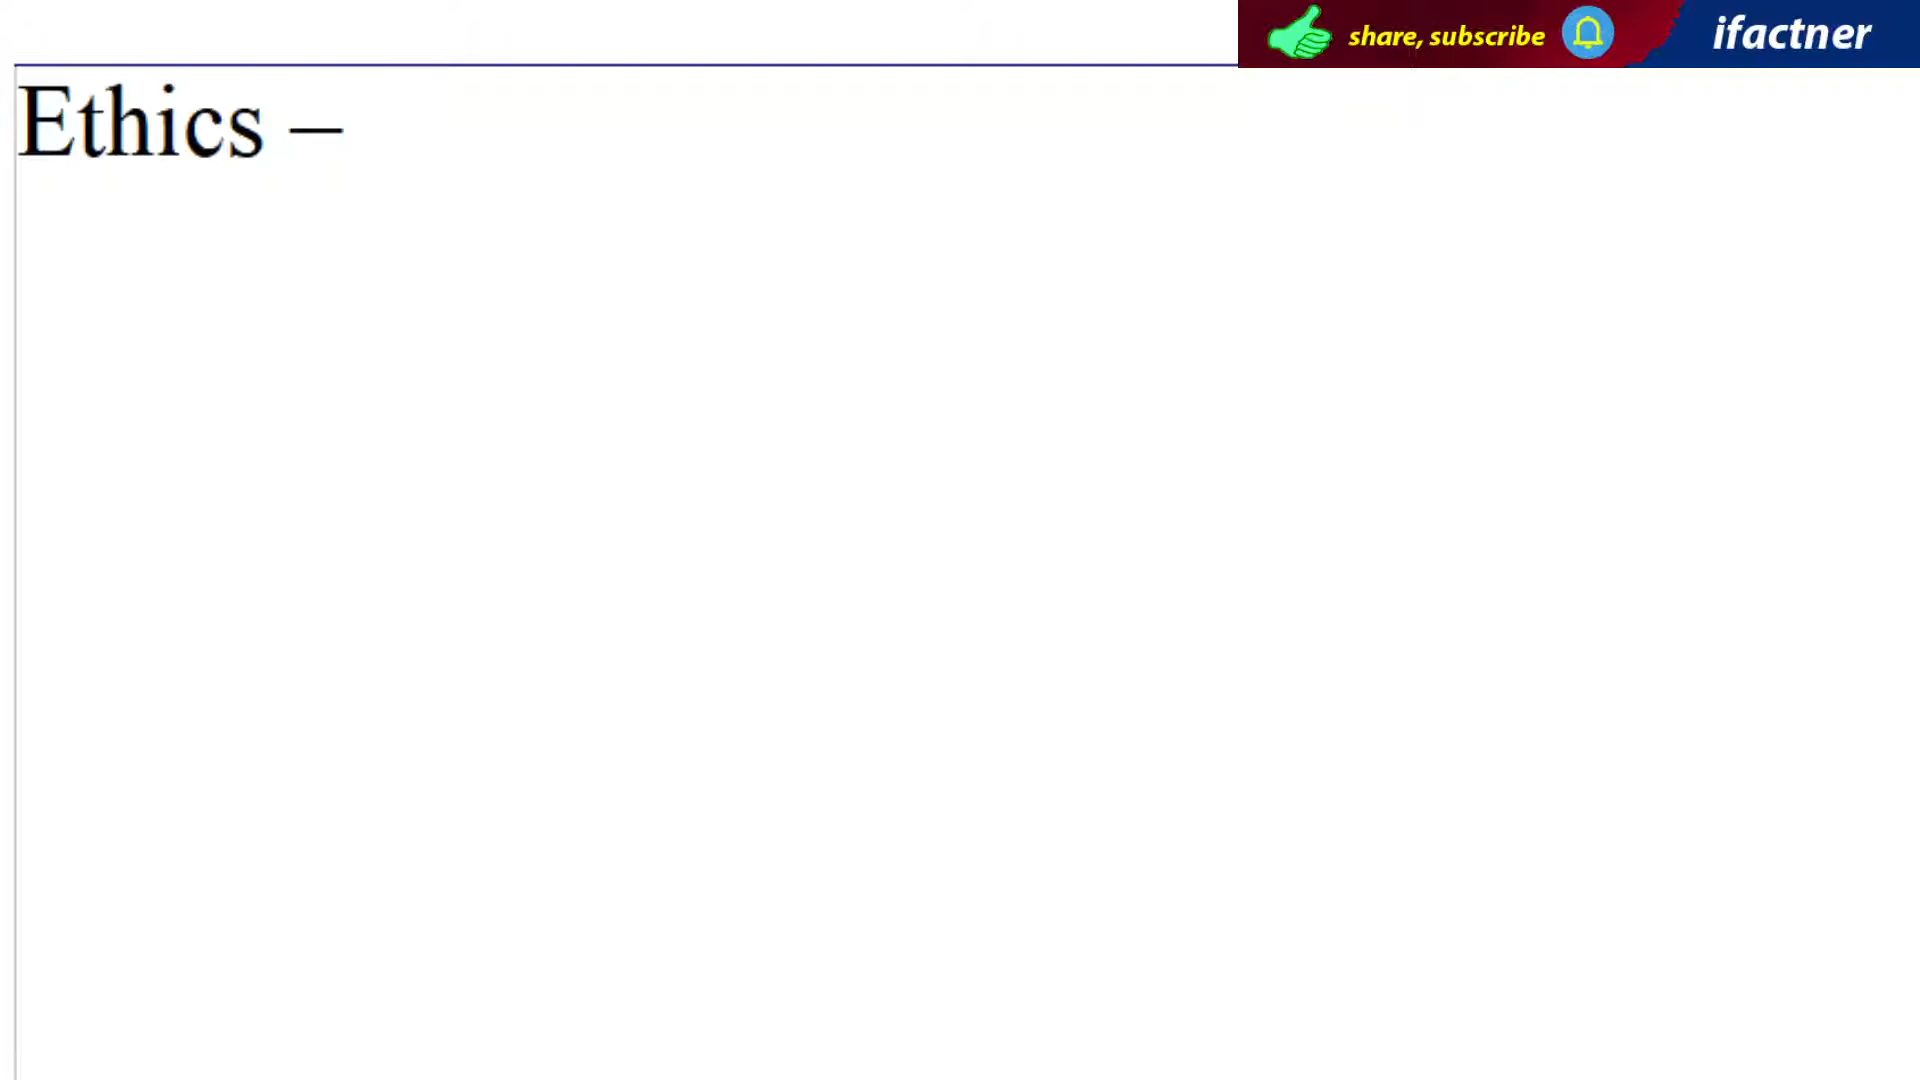 share, subscribe
ifactner
Ethics –